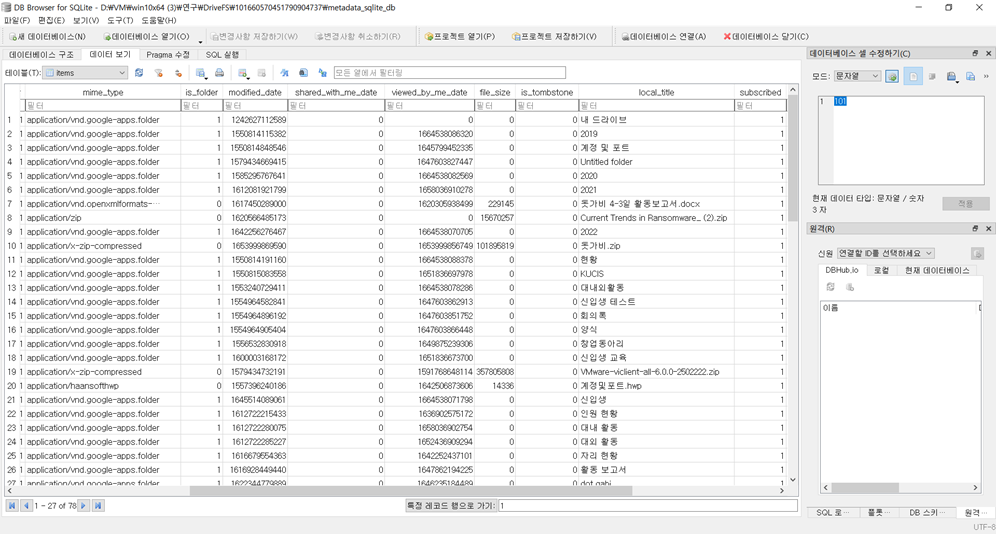 DB Browser for SQLite - D:₩VM₩win10x64 (3)₩연구₩DriveFS₩101660570451790904737₩metadata_sqlite_db
파일(F) 편집(E) 보기(V) 도구(T) 도움말(H)
새 데이터베이스(N) 데이터베이스 열기(O) 변경사항 저장하기(W) 변경사항 취소하기(R) 프로젝트 열기(P) 프로젝트 저장하기(V) 데이터베이스 연결(A) 데이터베이스 닫기(C)
데이터베이스 구조 데이터 보기 Pragma 수정 SQL 실행
테이블(T): items 모든 열에서 필터링
mime_type is_folder modified_date shared_with_me_date viewed_by_me_date file_size is_tombstone local_title subscribed
필터 필터 필터 필터 필터 필터 필터 필터 필터
1 1 application/vnd.google-apps.folder 1 1242627112589 0 0 0 0 내 드라이브 1
2 1 application/vnd.google-apps.folder 1 1550814115382 0 1664538086320 0 0 2019 1
3 1 application/vnd.google-apps.folder 1 1550814848546 0 1645799452335 0 0 계정 및 포트 1
4 1 application/vnd.google-apps.folder 1 1579434669415 0 1647603827447 0 0 Untitled folder 1
5 1 application/vnd.google-apps.folder 1 1585295767641 0 1664538082569 0 0 2020 1
6 1 application/vnd.google-apps.folder 1 1612081921799 0 1658036910278 0 0 2021 1
7 1 application/vnd.openxmlformats-… 0 1617450289000 0 1620305938499 229145 0 돗가비 4-3일 활동보고서.docx 1
8 1 application/zip 0 1620566485173 0 0 15670257 0 Current Trends in Ransomware_ (2).zip 1
9 1 application/vnd.google-apps.folder 1 1642256276467 0 1664538070705 0 0 2022 1
10 1 application/x-zip-compressed 0 1653999869590 0 1653999856749 101895819 0 돗가비.zip 1
11 1 application/vnd.google-apps.folder 1 1550814191160 0 1664538088378 0 0 현황 1
12 1 application/vnd.google-apps.folder 1 1550815083558 0 1651836697978 0 0 KUCIS 1
13 1 application/vnd.google-apps.folder 1 1553240729411 0 1664538078286 0 0 대내외활동 1
14 1 application/vnd.google-apps.folder 1 1554964582841 0 1647603862913 0 0 신입생 테스트 1
15 1 application/vnd.google-apps.folder 1 1554964896192 0 1647603851752 0 0 회의록 1
16 1 application/vnd.google-apps.folder 1 1554964905404 0 1647603866448 0 0 양식 1
17 1 application/vnd.google-apps.folder 1 1556532830918 0 1649875239306 0 0 창업동아리 1
18 1 application/vnd.google-apps.folder 1 1600003168172 0 1651836673700 0 0 신입생 교육 1
19 1 application/x-zip-compressed 0 1579434732191 0 1591768648114 357805808 0 VMware-viclient-all-6.0.0-2502222.zip 1
20 1 application/haansofthwp 0 1557396240186 0 1642506873606 14336 0 계정및포트.hwp 1
21 1 application/vnd.google-apps.folder 1 1645514089061 0 1664538071798 0 0 신입생 1
22 1 application/vnd.google-apps.folder 1 1612722215433 0 1636902575172 0 0 인원 현황 1
23 1 application/vnd.google-apps.folder 1 1612722280075 0 1658036902754 0 0 대내 활동 1
24 1 application/vnd.google-apps.folder 1 1612722285227 0 1652436909294 0 0 대외 활동 1
25 1 application/vnd.google-apps.folder 1 1616679554363 0 1642252437101 0 0 자리 현황 1
26 1 application/vnd.google-apps.folder 1 1616928449440 0 1647862194225 0 0 활동 보고서 1
27 1 application/vnd.google-apps.folder 1 1622344779889 0 1646235184489 0 0 dot gabi 1
1 - 27 of 78 특정 레코드 행으로 가기: 1
데이터베이스 셀 수정하기(C)
모드: 문자열
1 101
현재 데이터 타입: 문자열 / 숫자
3 자
적용
원격(R)
신원 연결할 ID를 선택하세요
DBHub.io 로컬 현재 데이터베이스
이름
SQL 로… 플롯… DB 스키… 원격…
UTF-8